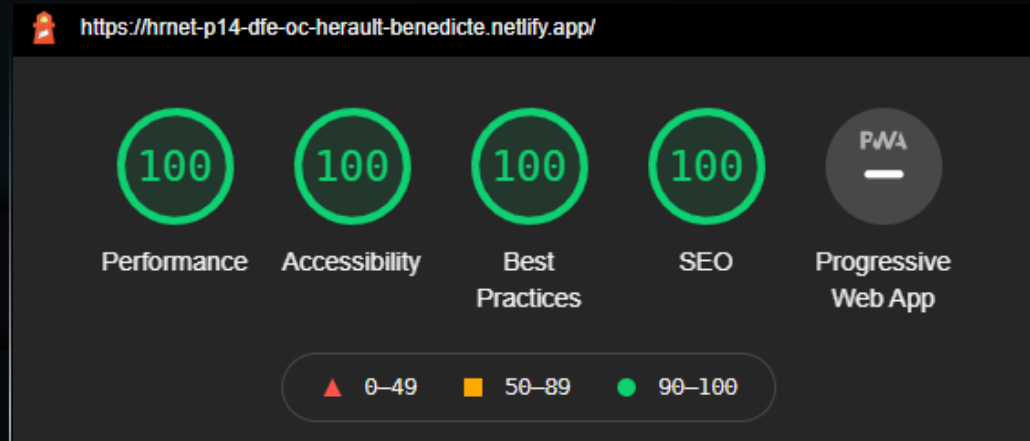 https://hrnet-p14-dfe-oc-herault-benedicte.netlify.app/
100 100 100 100 PWA
Performance Accessibility Best SEO Progressive
Practices Web App
0–49 50–89 90–100